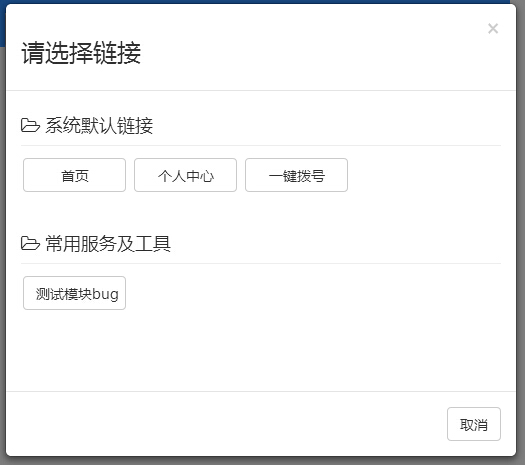 ×
请选择链接
系统默认链接
首页 个人中心 一键拨号
常用服务及工具
测试模块bug
取消